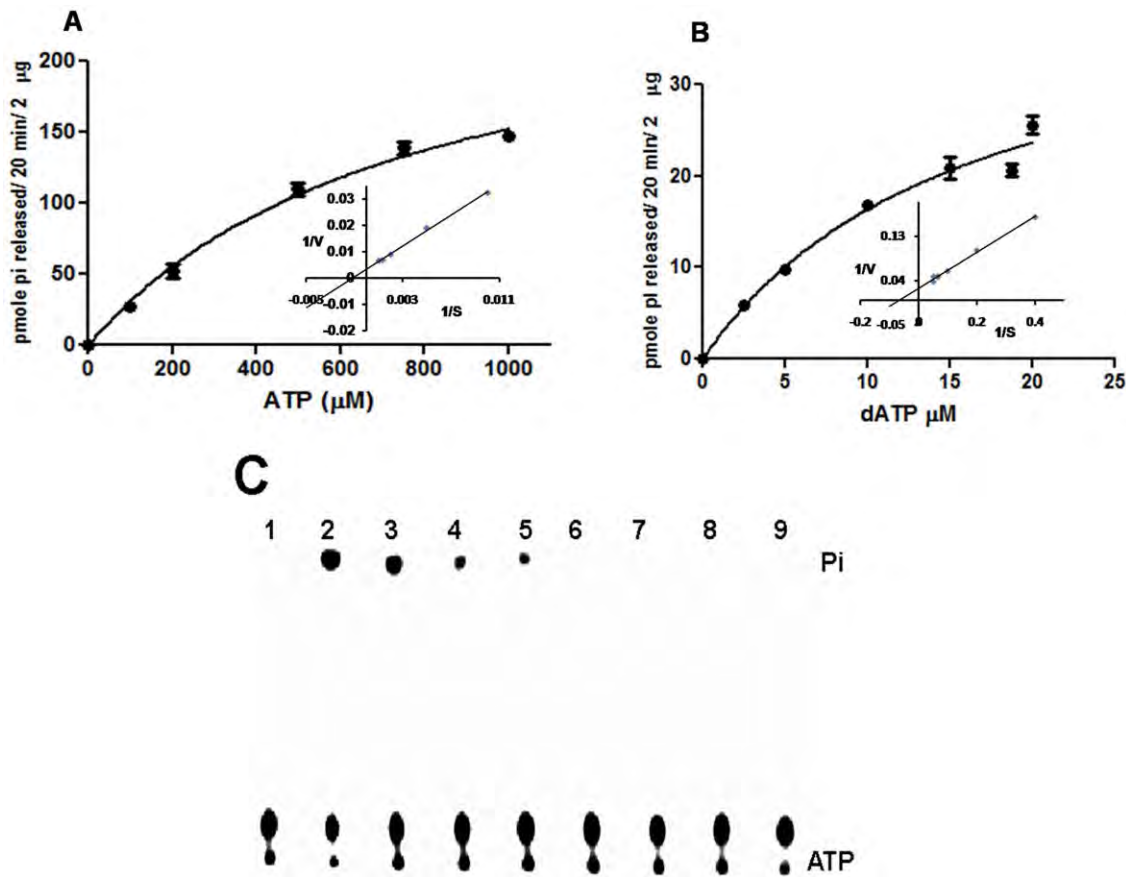 A
pmole pi released/ 20 min/ 2 µg
200
150
100
50
0
0 200 400 600 800 1000
ATP (µM)
1/V
0.03
0.02
0.01
0
-0.01
-0.02
-0.005 0.003 0.011
1/S
B
pmole pi released/ 20 min/ 2 µg
30
20
10
0
0 5 10 15 20 25
dATP µM
1/V
0.13
0.04
-0.05
-0.2 0 0.2 0.4
1/S
C
1 2 3 4 5 6 7 8 9
Pi
ATP